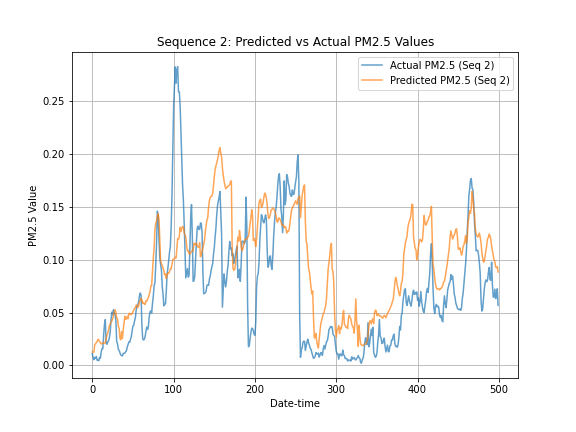 Sequence 2: Predicted vs Actual PM2.5 Values
Actual PM2.5 (Seq 2)
Predicted PM2.5 (Seq 2)
0.25
0.20
0.15
0.10
0.05
0.00
PM2.5 Value
0 100 200 300 400 500
Date-time